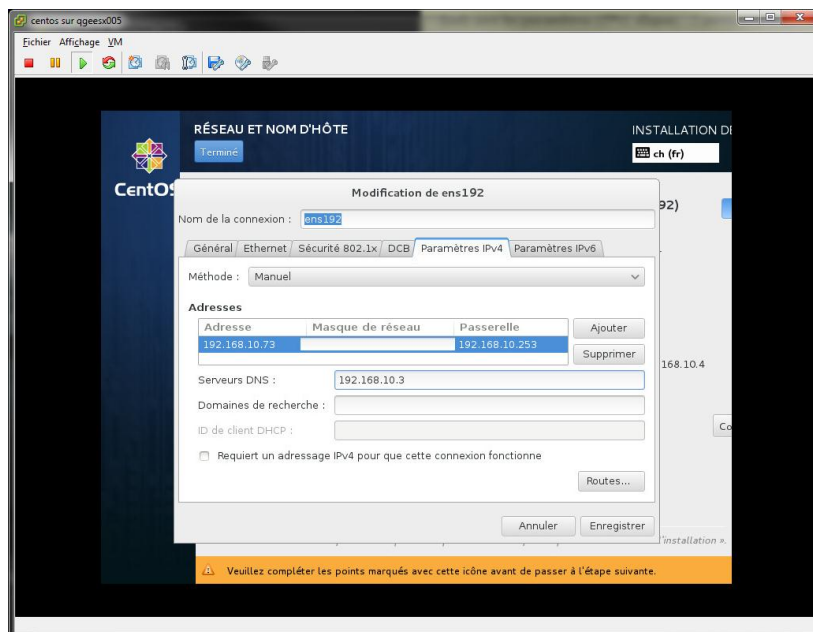 centos sur qgeesx005
Fichier Affichage VM
RÉSEAU ET NOM D'HÔTE
INSTALLATION DE
Terminé
ch (fr)
CentOS
Modification de ens192
92)
Nom de la connexion : ens192
Général Ethernet Sécurité 802.1x DCB Paramètres IPv4 Paramètres IPv6
Méthode : Manuel
Adresses
Adresse Masque de réseau Passerelle
Ajouter
192.168.10.73 192.168.10.253
Supprimer
168.10.4
Serveurs DNS : 192.168.10.3
Domaines de recherche :
ID de client DHCP :
Co
Requiert un adressage IPv4 pour que cette connexion fonctionne
Routes...
Annuler Enregistrer
l'installation ».
Veuillez compléter les points marqués avec cette icône avant de passer à l'étape suivante.